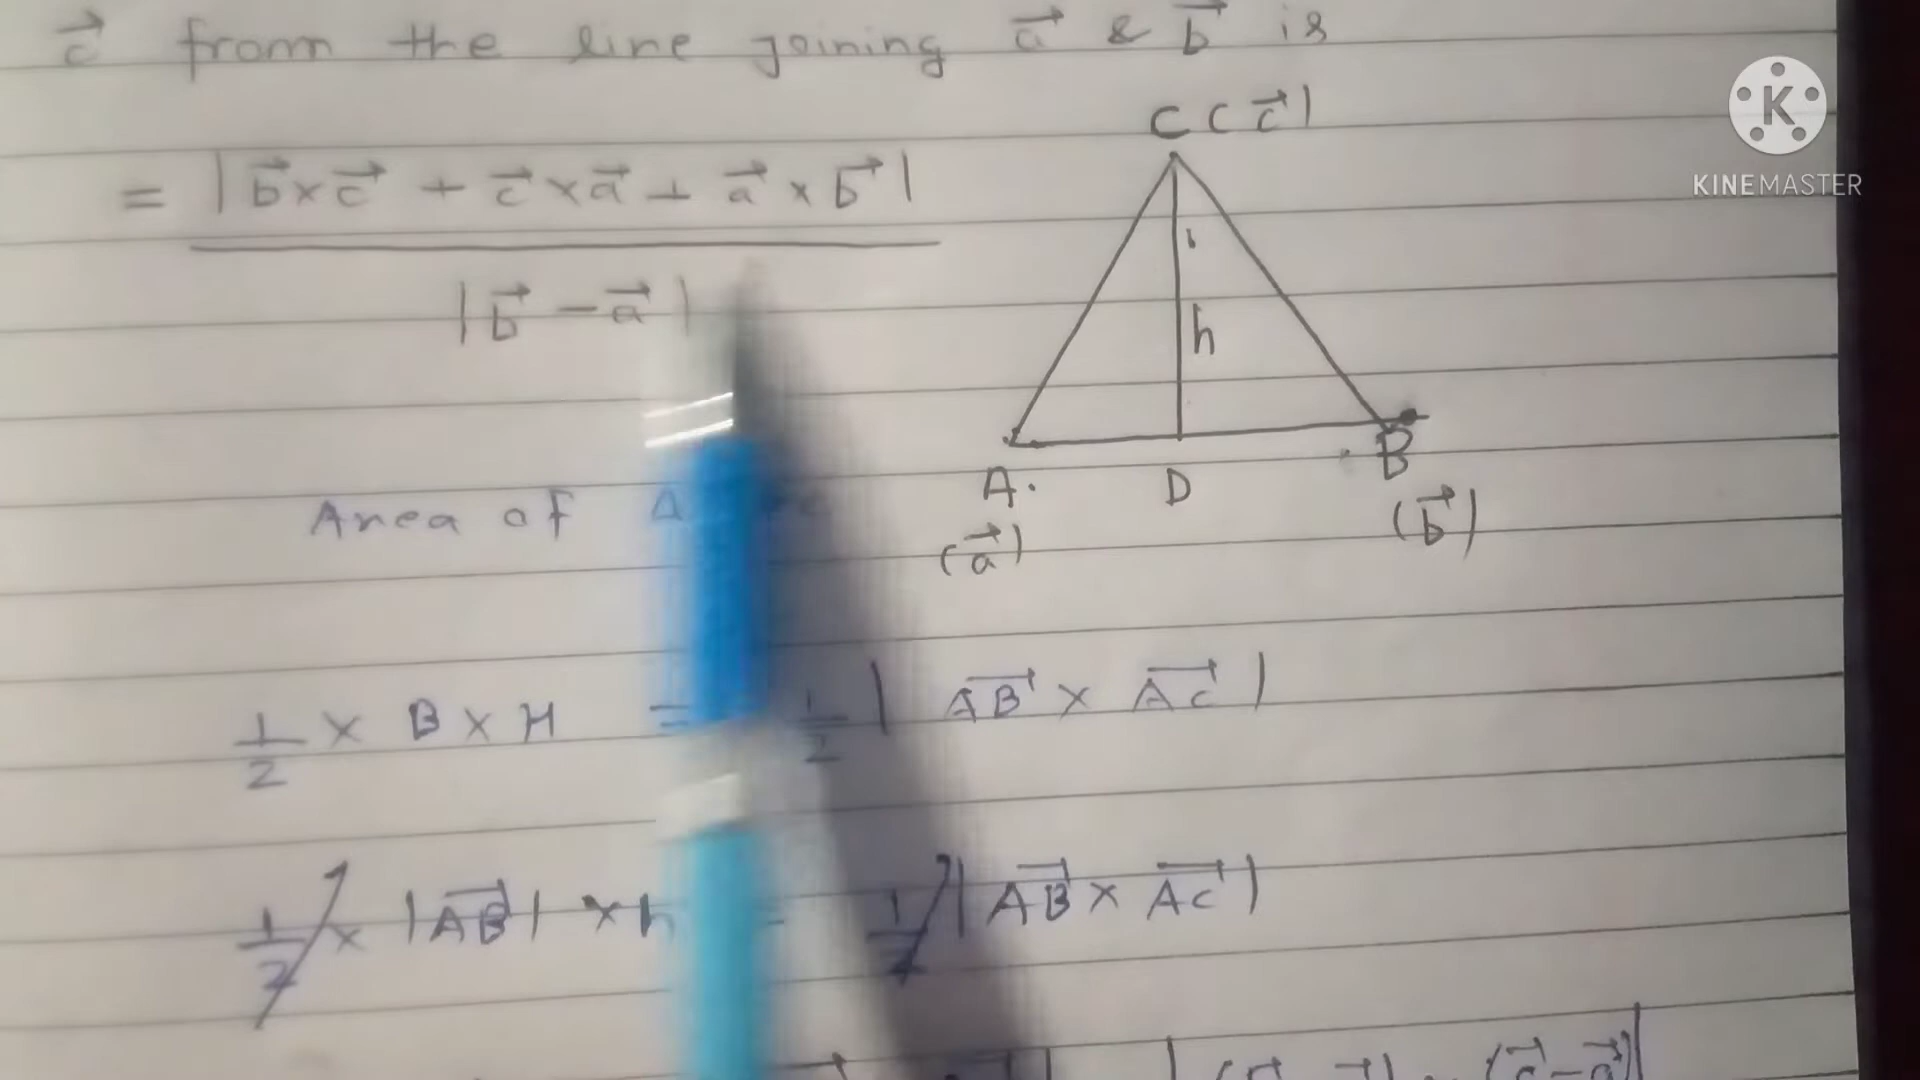 c⃗ from the line joining a⃗ & b⃗ is
C (c⃗)
KINEMASTER
= |b⃗ × c⃗ + c⃗ × a⃗ + a⃗ × b⃗|
|b⃗ - a⃗|
h
A. D B
(a⃗) (b⃗)
Area of Δ
1/2 × B × H = 1/2 | AB⃗ × AC⃗ |
1/2 × |AB⃗| × h = 1/2 | AB⃗ × AC⃗ |